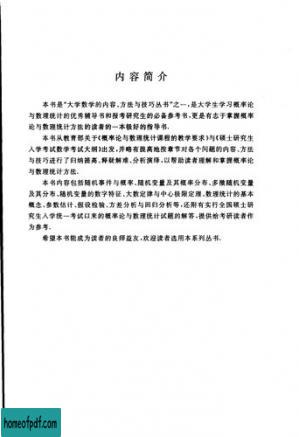 内容简介
本书是“大学数学的内容、方法与技巧丛书”之一,是大学生学习概率论
与数理统计的优秀辅导书和报考研究生的必备参考书,更是有志于掌握概率
论与数理统计方法的读者的一本极好的指导书.
本书从教育部关于《概率论与数理统计课程的教学要求》与《硕士研究生
入学考试数学考试大纲》出发,并略有拔高地按章节对各个问题的内容、方法
与技巧进行了归纳提高、释疑解难、分析演绎,以帮助读者理解和掌握概率论
与数理统计方法.
本书内容包括随机事件与概率、随机变量及其概率分布、多维随机变量
及其分布、随机变量的数字特征、大数定律与中心极限定理、数理统计的基本
概念、参数估计、假设检验、方差分析与回归分析等,还附有实行全国硕士研
究生入学统一考试以来的概率论与数理统计试题的解答,提供给考研读者作
为参考.
希望本书能成为读者的良师益友,欢迎读者选用本系列丛书.
homeofpdf.com